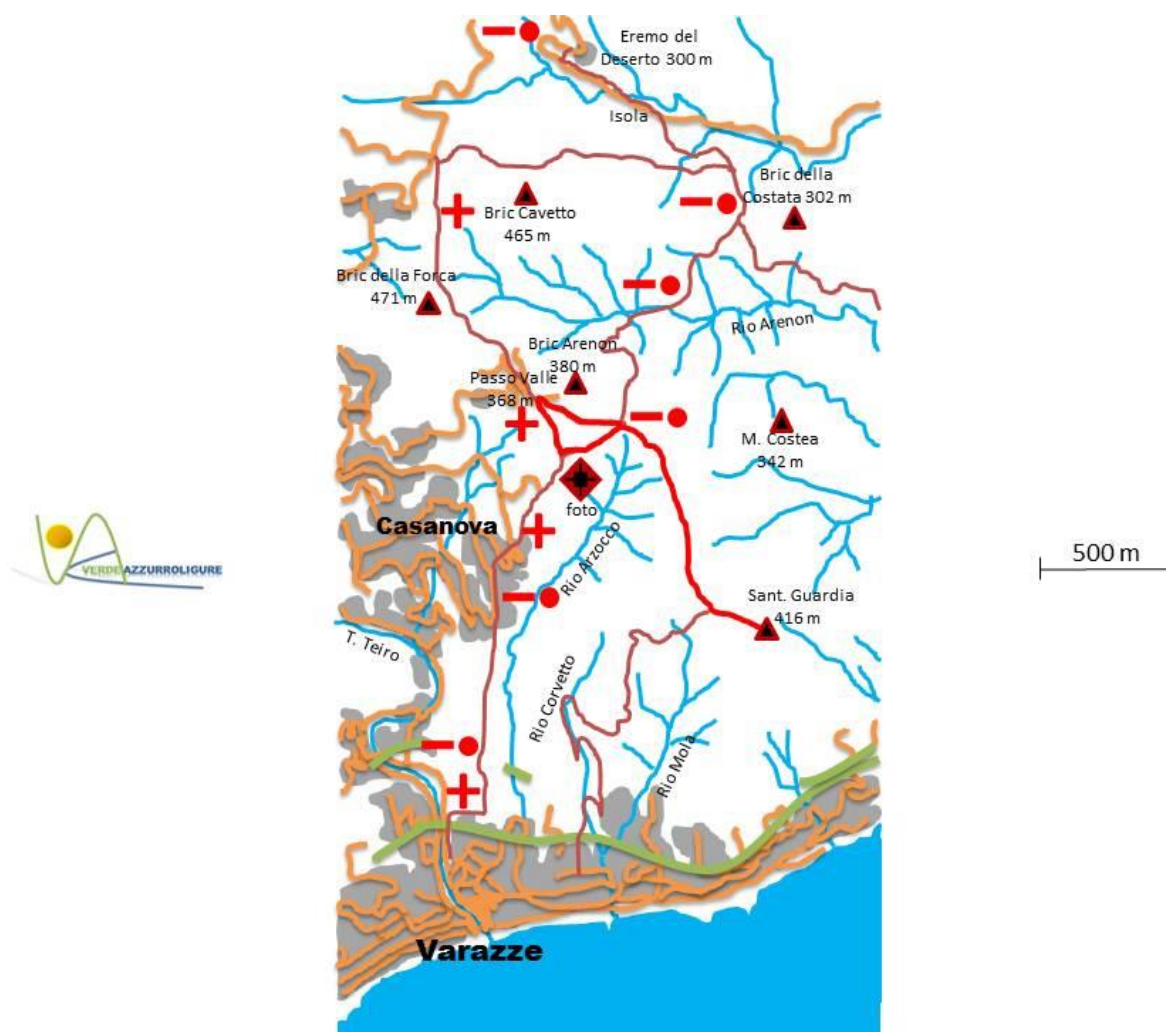 Eremo del
Deserto 300 m
Isola
Bric della
Costata 302 m
Bric Cavetto
465 m
Bric della Forca
471 m
Rio Arenon
Bric Arenon
380 m
Passo Valle
368 m
M. Costea
342 m
foto
Casanova
Rio Arzocco
VERDEAZZURROLIGURE
500 m
Sant. Guardia
416 m
T. Teiro
Rio Corvetto
Rio Mola
Varazze